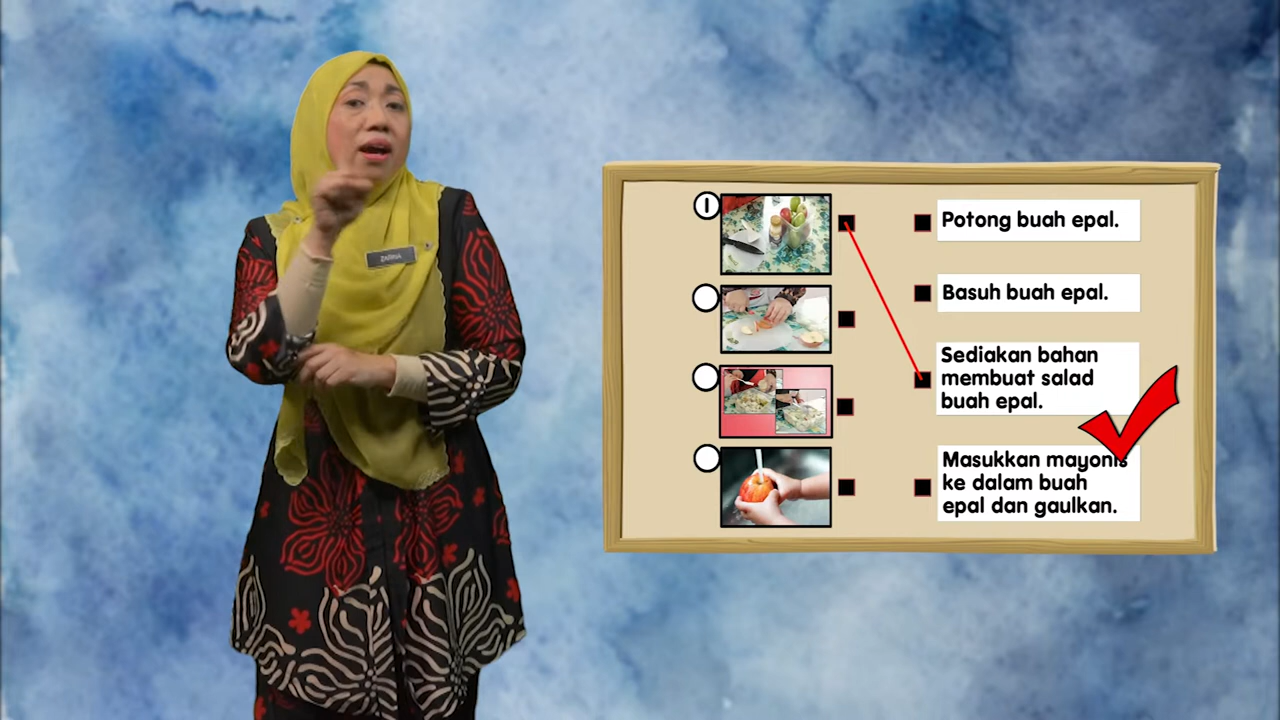 ZARINA
1
Potong buah epal.
Basuh buah epal.
Sediakan bahan
membuat salad
buah epal.
Masukkan mayonis
ke dalam buah
epal dan gaulkan.